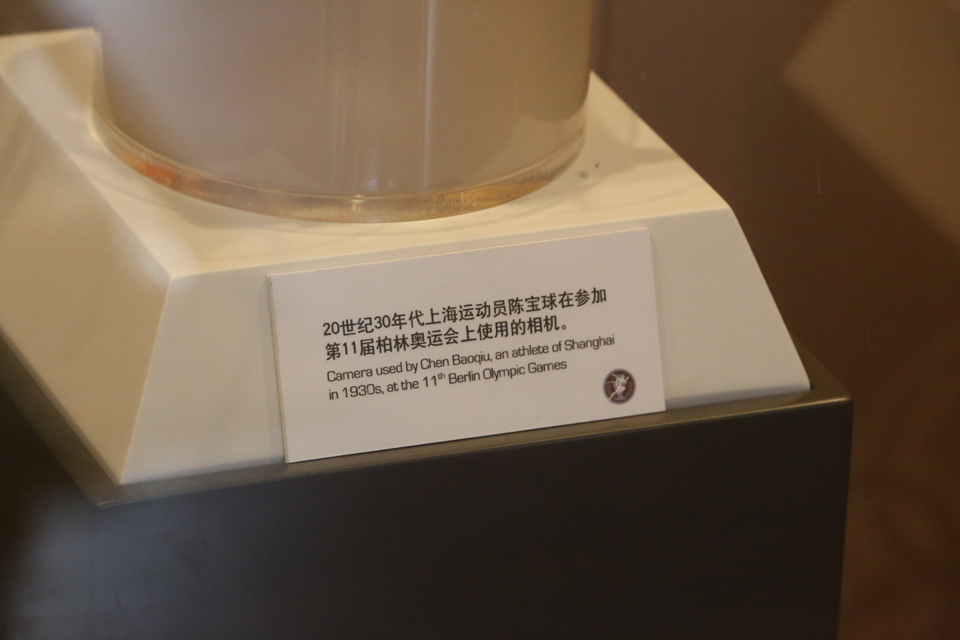 20世纪30年代上海运动员陈宝球在参加
第11届柏林奥运会上使用的相机。
Camera used by Chen Baoqiu, an athlete of Shanghai
in 1930s, at the 11th Berlin Olympic Games